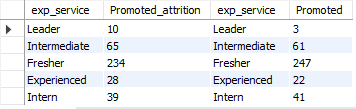 exp_service Promoted_attrition exp_service Promoted
Leader 10 Leader 3
Intermediate 65 Intermediate 61
Fresher 234 Fresher 247
Experienced 28 Experienced 22
Intern 39 Intern 41